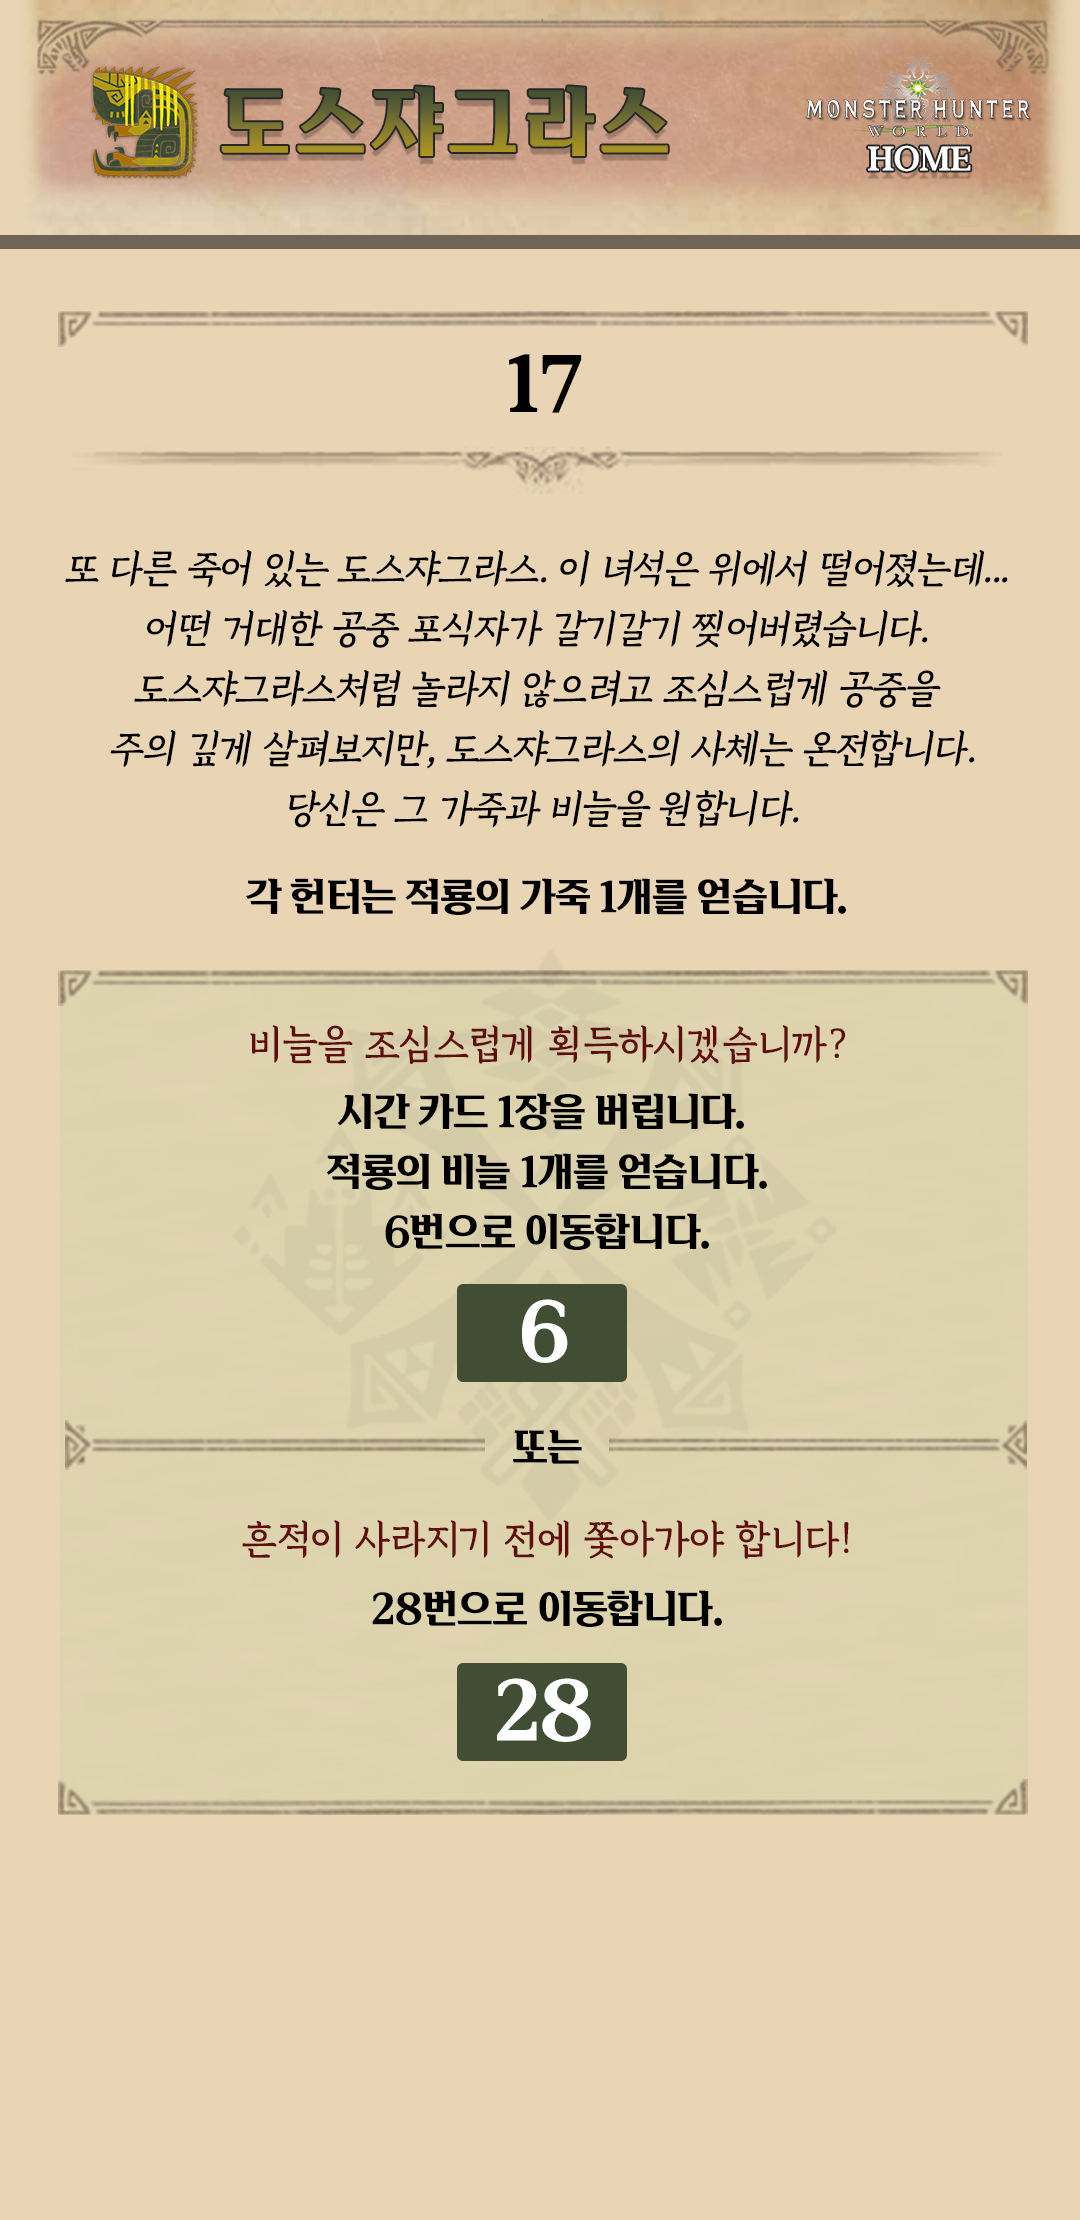 도스쟈그라스
MONSTER HUNTER
WORLD
HOME
17
또 다른 죽어 있는 도스쟈그라스. 이 녀석은 위에서 떨어졌는데...
어떤 거대한 공중 포식자가 갈기갈기 찢어버렸습니다.
도스쟈그라스처럼 놀라지 않으려고 조심스럽게 공중을
주의 깊게 살펴보지만, 도스쟈그라스의 사체는 온전합니다.
당신은 그 가죽과 비늘을 원합니다.
각 헌터는 적룡의 가죽 1개를 얻습니다.
비늘을 조심스럽게 획득하시겠습니까?
시간 카드 1장을 버립니다.
적룡의 비늘 1개를 얻습니다.
6번으로 이동합니다.
6
또는
흔적이 사라지기 전에 쫓아가야 합니다!
28번으로 이동합니다.
28